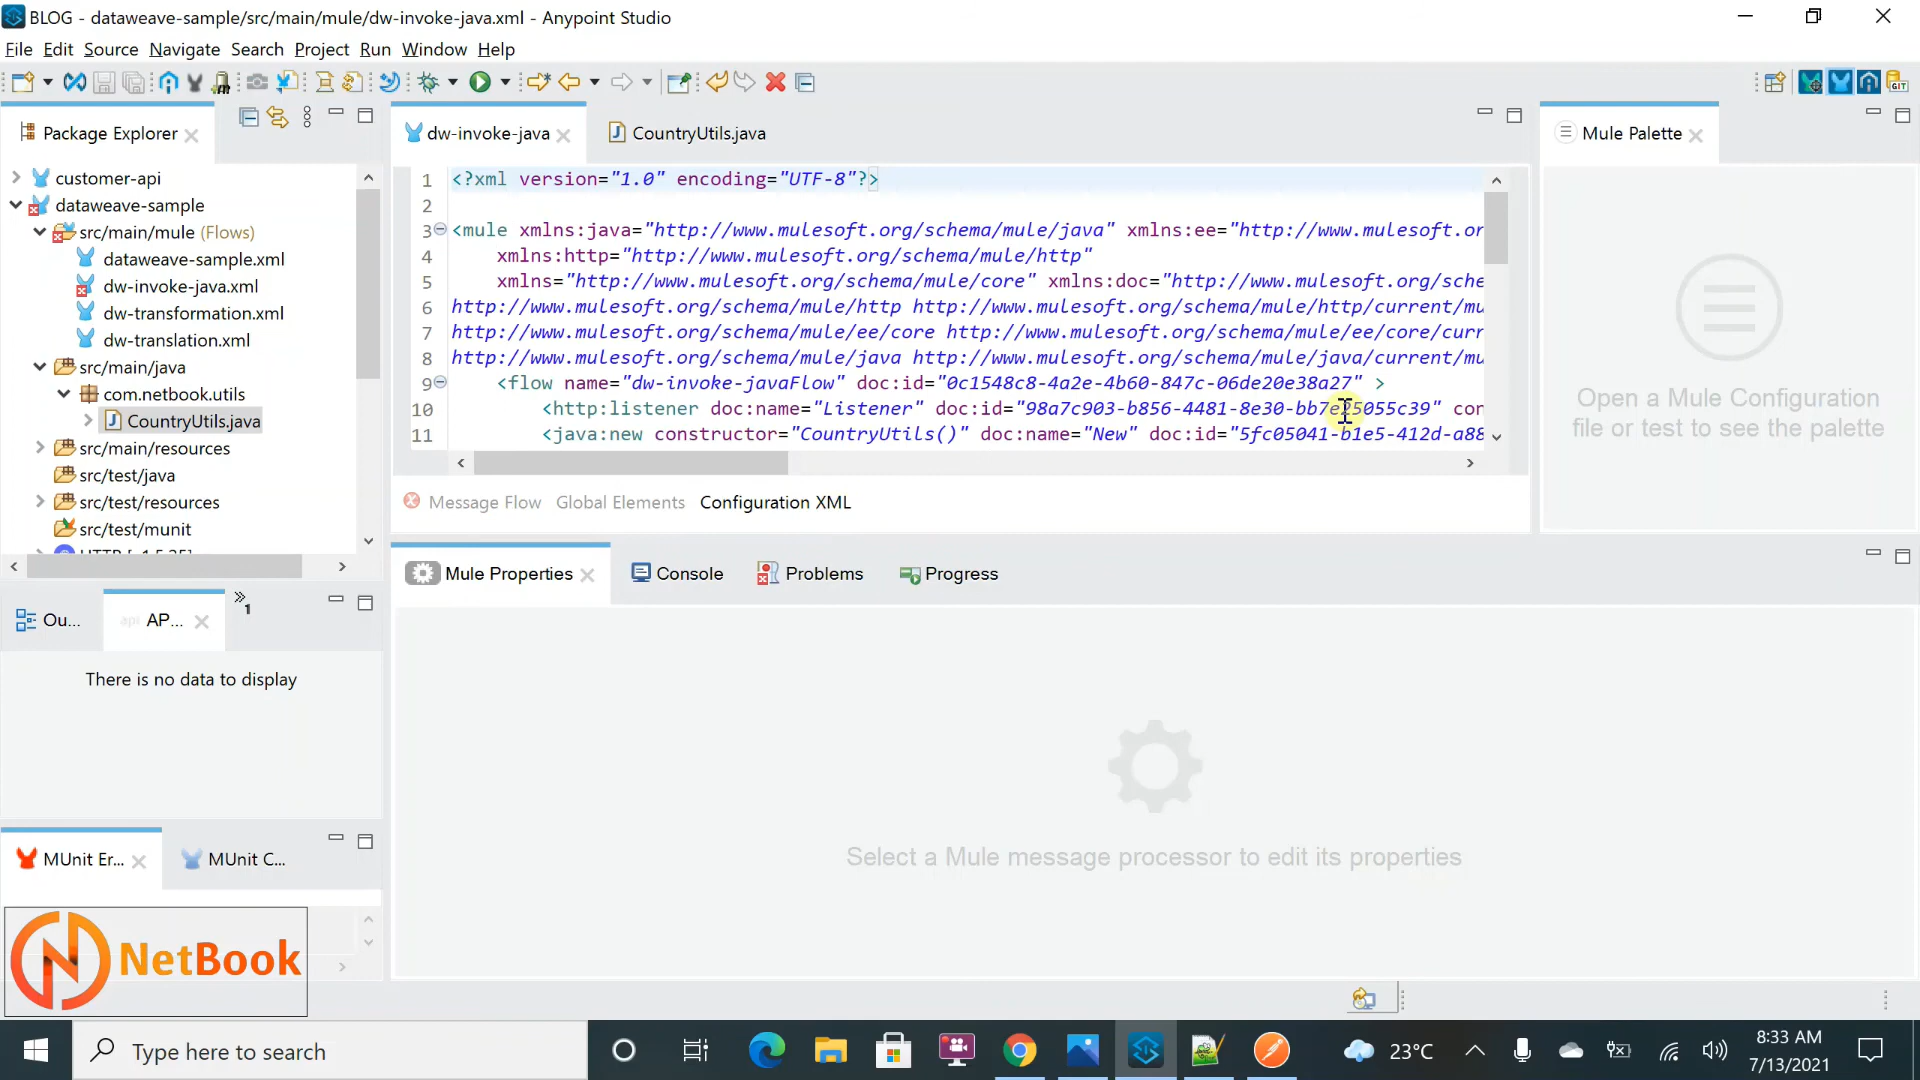 BLOG - dataweave-sample/src/main/mule/dw-invoke-java.xml - Anypoint Studio
File Edit Source Navigate Search Project Run Window Help
GIT
Package Explorer
customer-api
dataweave-sample
src/main/mule (Flows)
dataweave-sample.xml
dw-invoke-java.xml
dw-transformation.xml
dw-translation.xml
src/main/java
com.netbook.utils
CountryUtils.java
src/main/resources
src/test/java
src/test/resources
src/test/munit
dw-invoke-java
CountryUtils.java
1 <?xml version="1.0" encoding="UTF-8"?>
2
3 <mule xmlns:java="http://www.mulesoft.org/schema/mule/java" xmlns:ee="http://www.mulesoft.or
4 xmlns:http="http://www.mulesoft.org/schema/mule/http"
5 xmlns="http://www.mulesoft.org/schema/mule/core" xmlns:doc="http://www.mulesoft.org/sche
6 http://www.mulesoft.org/schema/mule/http http://www.mulesoft.org/schema/mule/http/current/mu
7 http://www.mulesoft.org/schema/mule/ee/core http://www.mulesoft.org/schema/mule/ee/core/curr
8 http://www.mulesoft.org/schema/mule/java http://www.mulesoft.org/schema/mule/java/current/mu
9 <flow name="dw-invoke-javaFlow" doc:id="0c1548c8-4a2e-4b60-847c-06de20e38a27" >
10 <http:listener doc:name="Listener" doc:id="98a7c903-b856-4481-8e30-bb7e25055c39" con
11 <java:new constructor="CountryUtils()" doc:name="New" doc:id="5fc05041-b1e5-412d-a88
Message Flow Global Elements Configuration XML
Mule Palette
Open a Mule Configuration
file or test to see the palette
Ou...
api AP...
1
There is no data to display
Mule Properties
Console
Problems
Progress
Select a Mule message processor to edit its properties
MUnit Er...
MUnit C...
NetBook
Type here to search
23°C
8:33 AM
7/13/2021